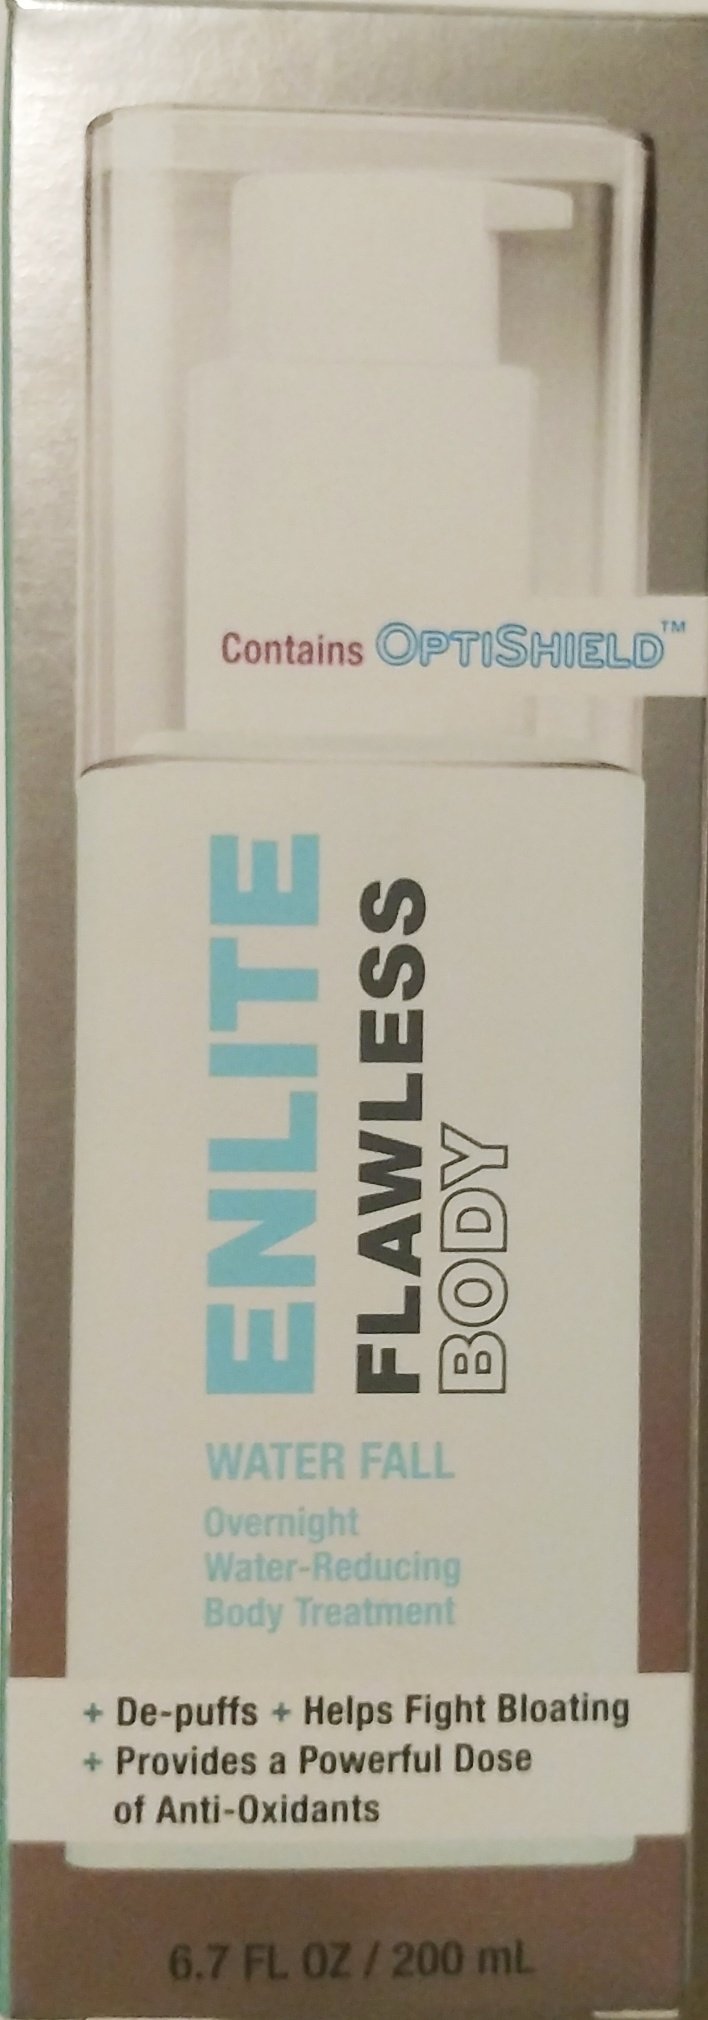 Contains OPTISHIELD™
ENLITE
FLAWLESS
BODY
WATER FALL
Overnight
Water-Reducing
Body Treatment
+ De-puffs + Helps Fight Bloating
+ Provides a Powerful Dose
of Anti-Oxidants
6.7 FL OZ / 200 mL